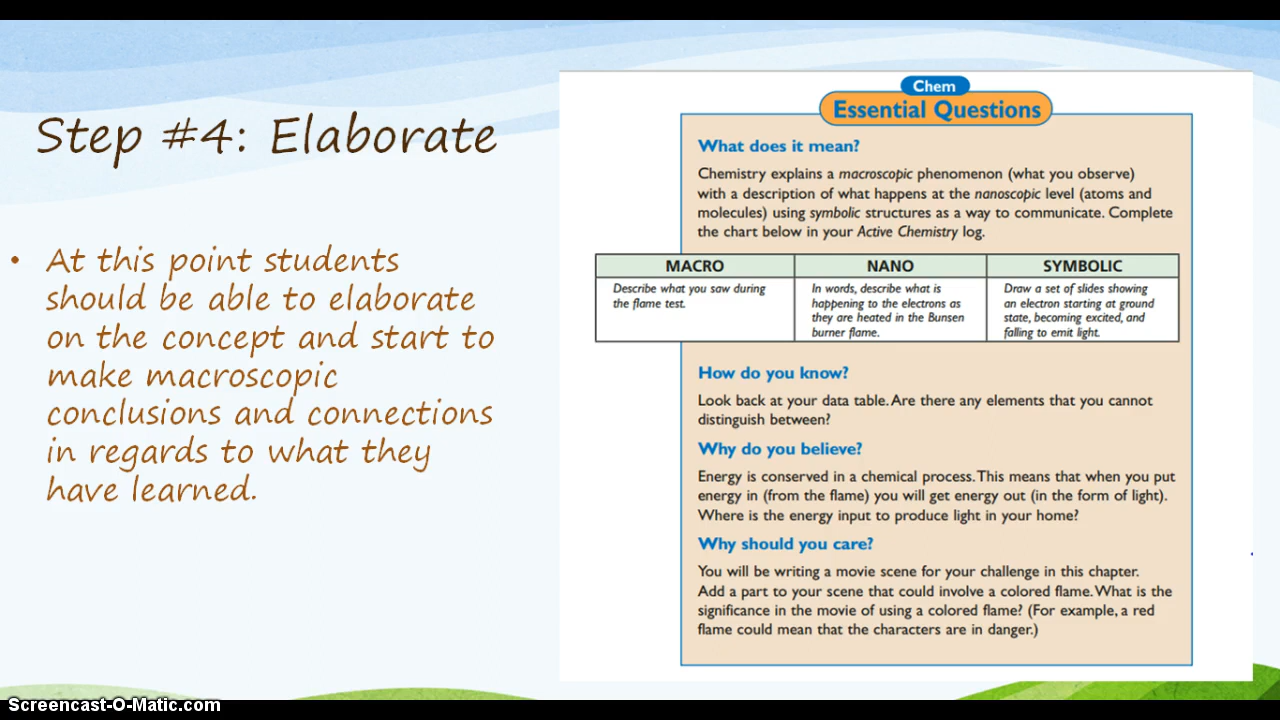 Step #4: Elaborate
• At this point students
should be able to elaborate
on the concept and start to
make macroscopic
conclusions and connections
in regards to what they
have learned.
Chem
Essential Questions
What does it mean?
Chemistry explains a macroscopic phenomenon (what you observe)
with a description of what happens at the nanoscopic level (atoms and
molecules) using symbolic structures as a way to communicate. Complete
the chart below in your Active Chemistry log.
MACRO
Describe what you saw during
the flame test.
NANO
In words, describe what is
happening to the electrons as
they are heated in the Bunsen
burner flame.
SYMBOLIC
Draw a set of slides showing
an electron starting at ground
state, becoming excited, and
falling to emit light.
How do you know?
Look back at your data table. Are there any elements that you cannot
distinguish between?
Why do you believe?
Energy is conserved in a chemical process. This means that when you put
energy in (from the flame) you will get energy out (in the form of light).
Where is the energy input to produce light in your home?
Why should you care?
You will be writing a movie scene for your challenge in this chapter.
Add a part to your scene that could involve a colored flame. What is the
significance in the movie of using a colored flame? (For example, a red
flame could mean that the characters are in danger.)
Screencast-O-Matic.com